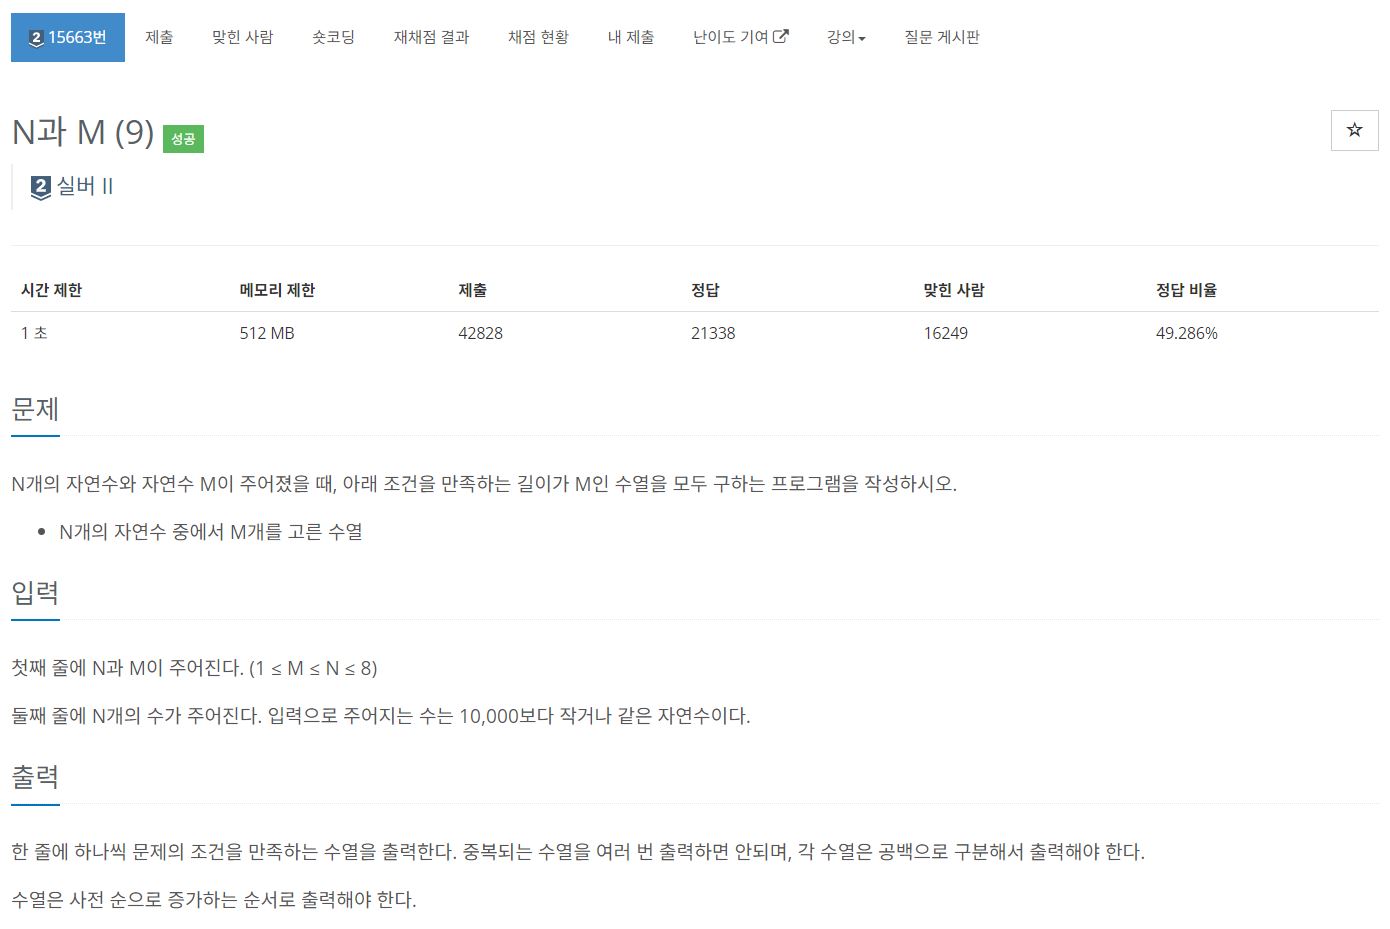 2 15663번 제출 맞힌 사람 숏코딩 재채점 결과 채점 현황 내 제출 난이도 기여 강의 질문 게시판
N과 M (9) 성공
2 실버 II
시간 제한 메모리 제한 제출 정답 맞힌 사람 정답 비율
1 초 512 MB 42828 21338 16249 49.286%
문제
N개의 자연수와 자연수 M이 주어졌을 때, 아래 조건을 만족하는 길이가 M인 수열을 모두 구하는 프로그램을 작성하시오.
• N개의 자연수 중에서 M개를 고른 수열
입력
첫째 줄에 N과 M이 주어진다. (1 ≤ M ≤ N ≤ 8)
둘째 줄에 N개의 수가 주어진다. 입력으로 주어지는 수는 10,000보다 작거나 같은 자연수이다.
출력
한 줄에 하나씩 문제의 조건을 만족하는 수열을 출력한다. 중복되는 수열을 여러 번 출력하면 안되며, 각 수열은 공백으로 구분해서 출력해야 한다.
수열은 사전 순으로 증가하는 순서로 출력해야 한다.